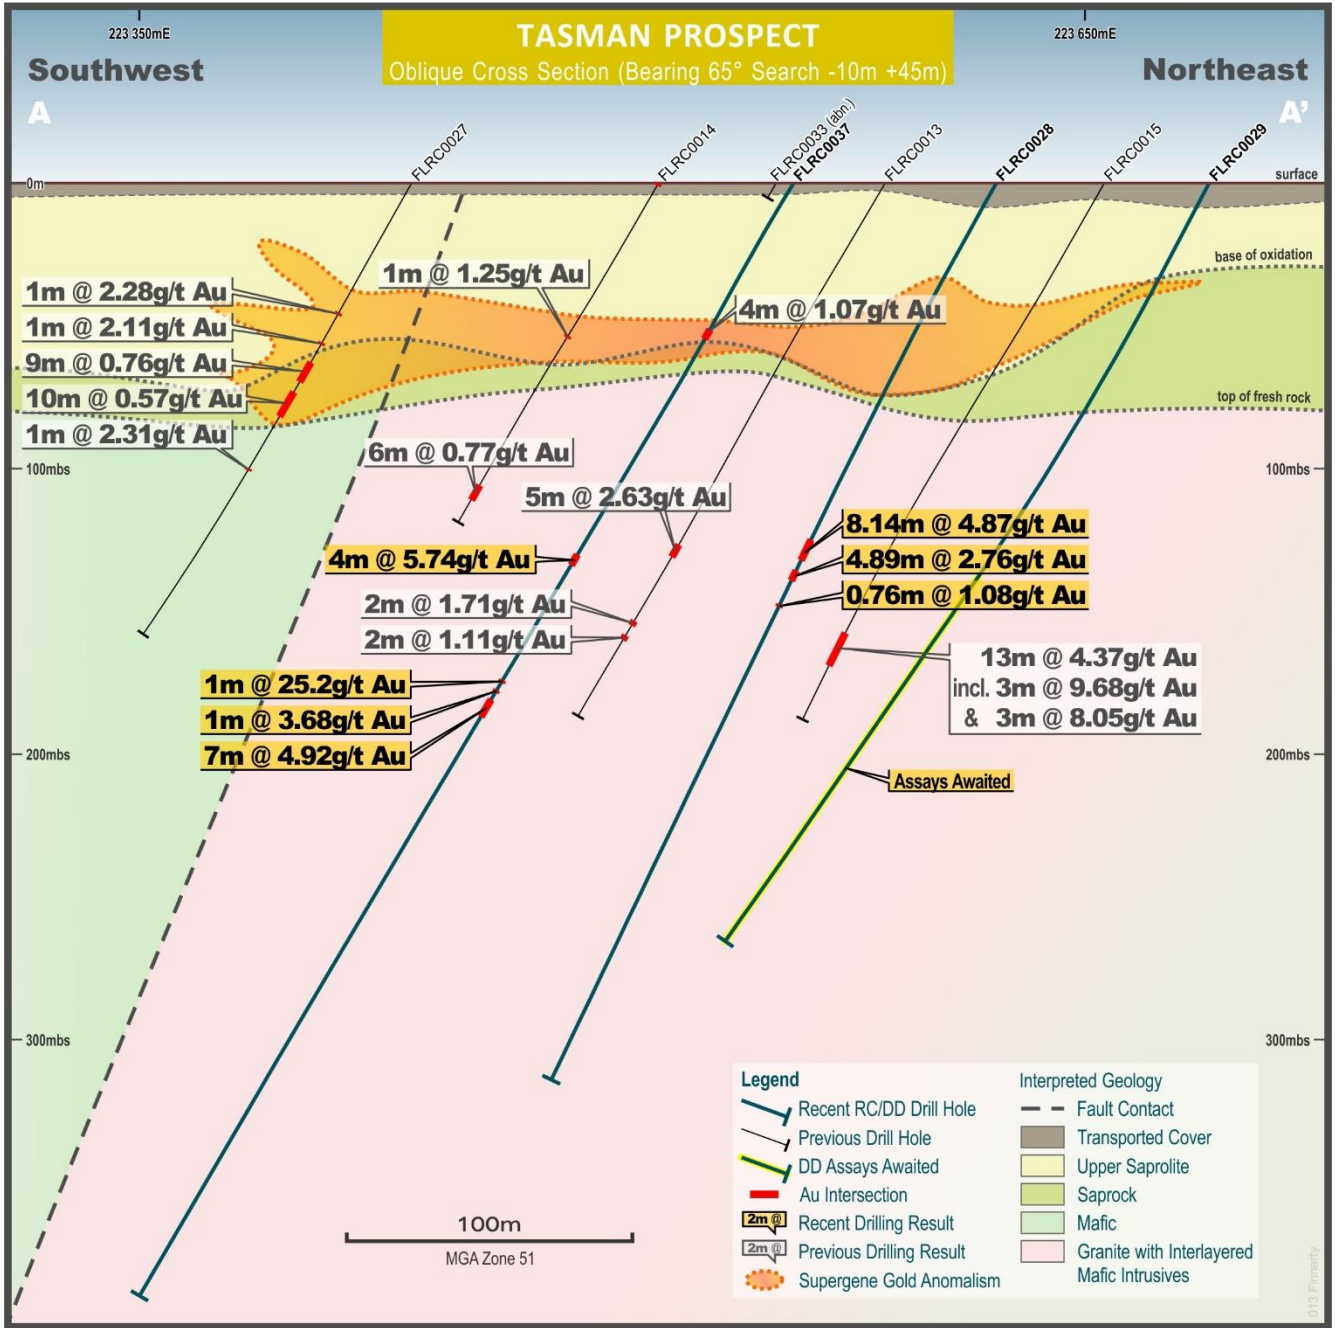 223 350mE
TASMAN PROSPECT
223 650mE
Oblique Cross Section (Bearing 65° Search -10m +45m)
Southwest
Northeast
A
A’
FLRC0027
FLRC0014
FLRC0033 (abn.)
FLRC0037
FLRC0013
FLRC0028
FLRC0015
FLRC0029
0m
surface
base of oxidation
1m @ 1.25g/t Au
1m @ 2.28g/t Au
4m @ 1.07g/t Au
1m @ 2.11g/t Au
9m @ 0.76g/t Au
10m @ 0.57g/t Au
top of fresh rock
1m @ 2.31g/t Au
6m @ 0.77g/t Au
100mbs
100mbs
5m @ 2.63g/t Au
8.14m @ 4.87g/t Au
4m @ 5.74g/t Au
4.89m @ 2.76g/t Au
0.76m @ 1.08g/t Au
2m @ 1.71g/t Au
2m @ 1.11g/t Au
13m @ 4.37g/t Au
incl. 3m @ 9.68g/t Au
& 3m @ 8.05g/t Au
1m @ 25.2g/t Au
1m @ 3.68g/t Au
7m @ 4.92g/t Au
200mbs
200mbs
Assays Awaited
300mbs
300mbs
Legend
Recent RC/DD Drill Hole
Previous Drill Hole
DD Assays Awaited
Au Intersection
2m @
Recent Drilling Result
2m @
Previous Drilling Result
Supergene Gold Anomalism
Interpreted Geology
Fault Contact
Transported Cover
Upper Saprolite
Saprock
Mafic
Granite with Interlayered
Mafic Intrusives
100m
MGA Zone 51
013 Finnerty